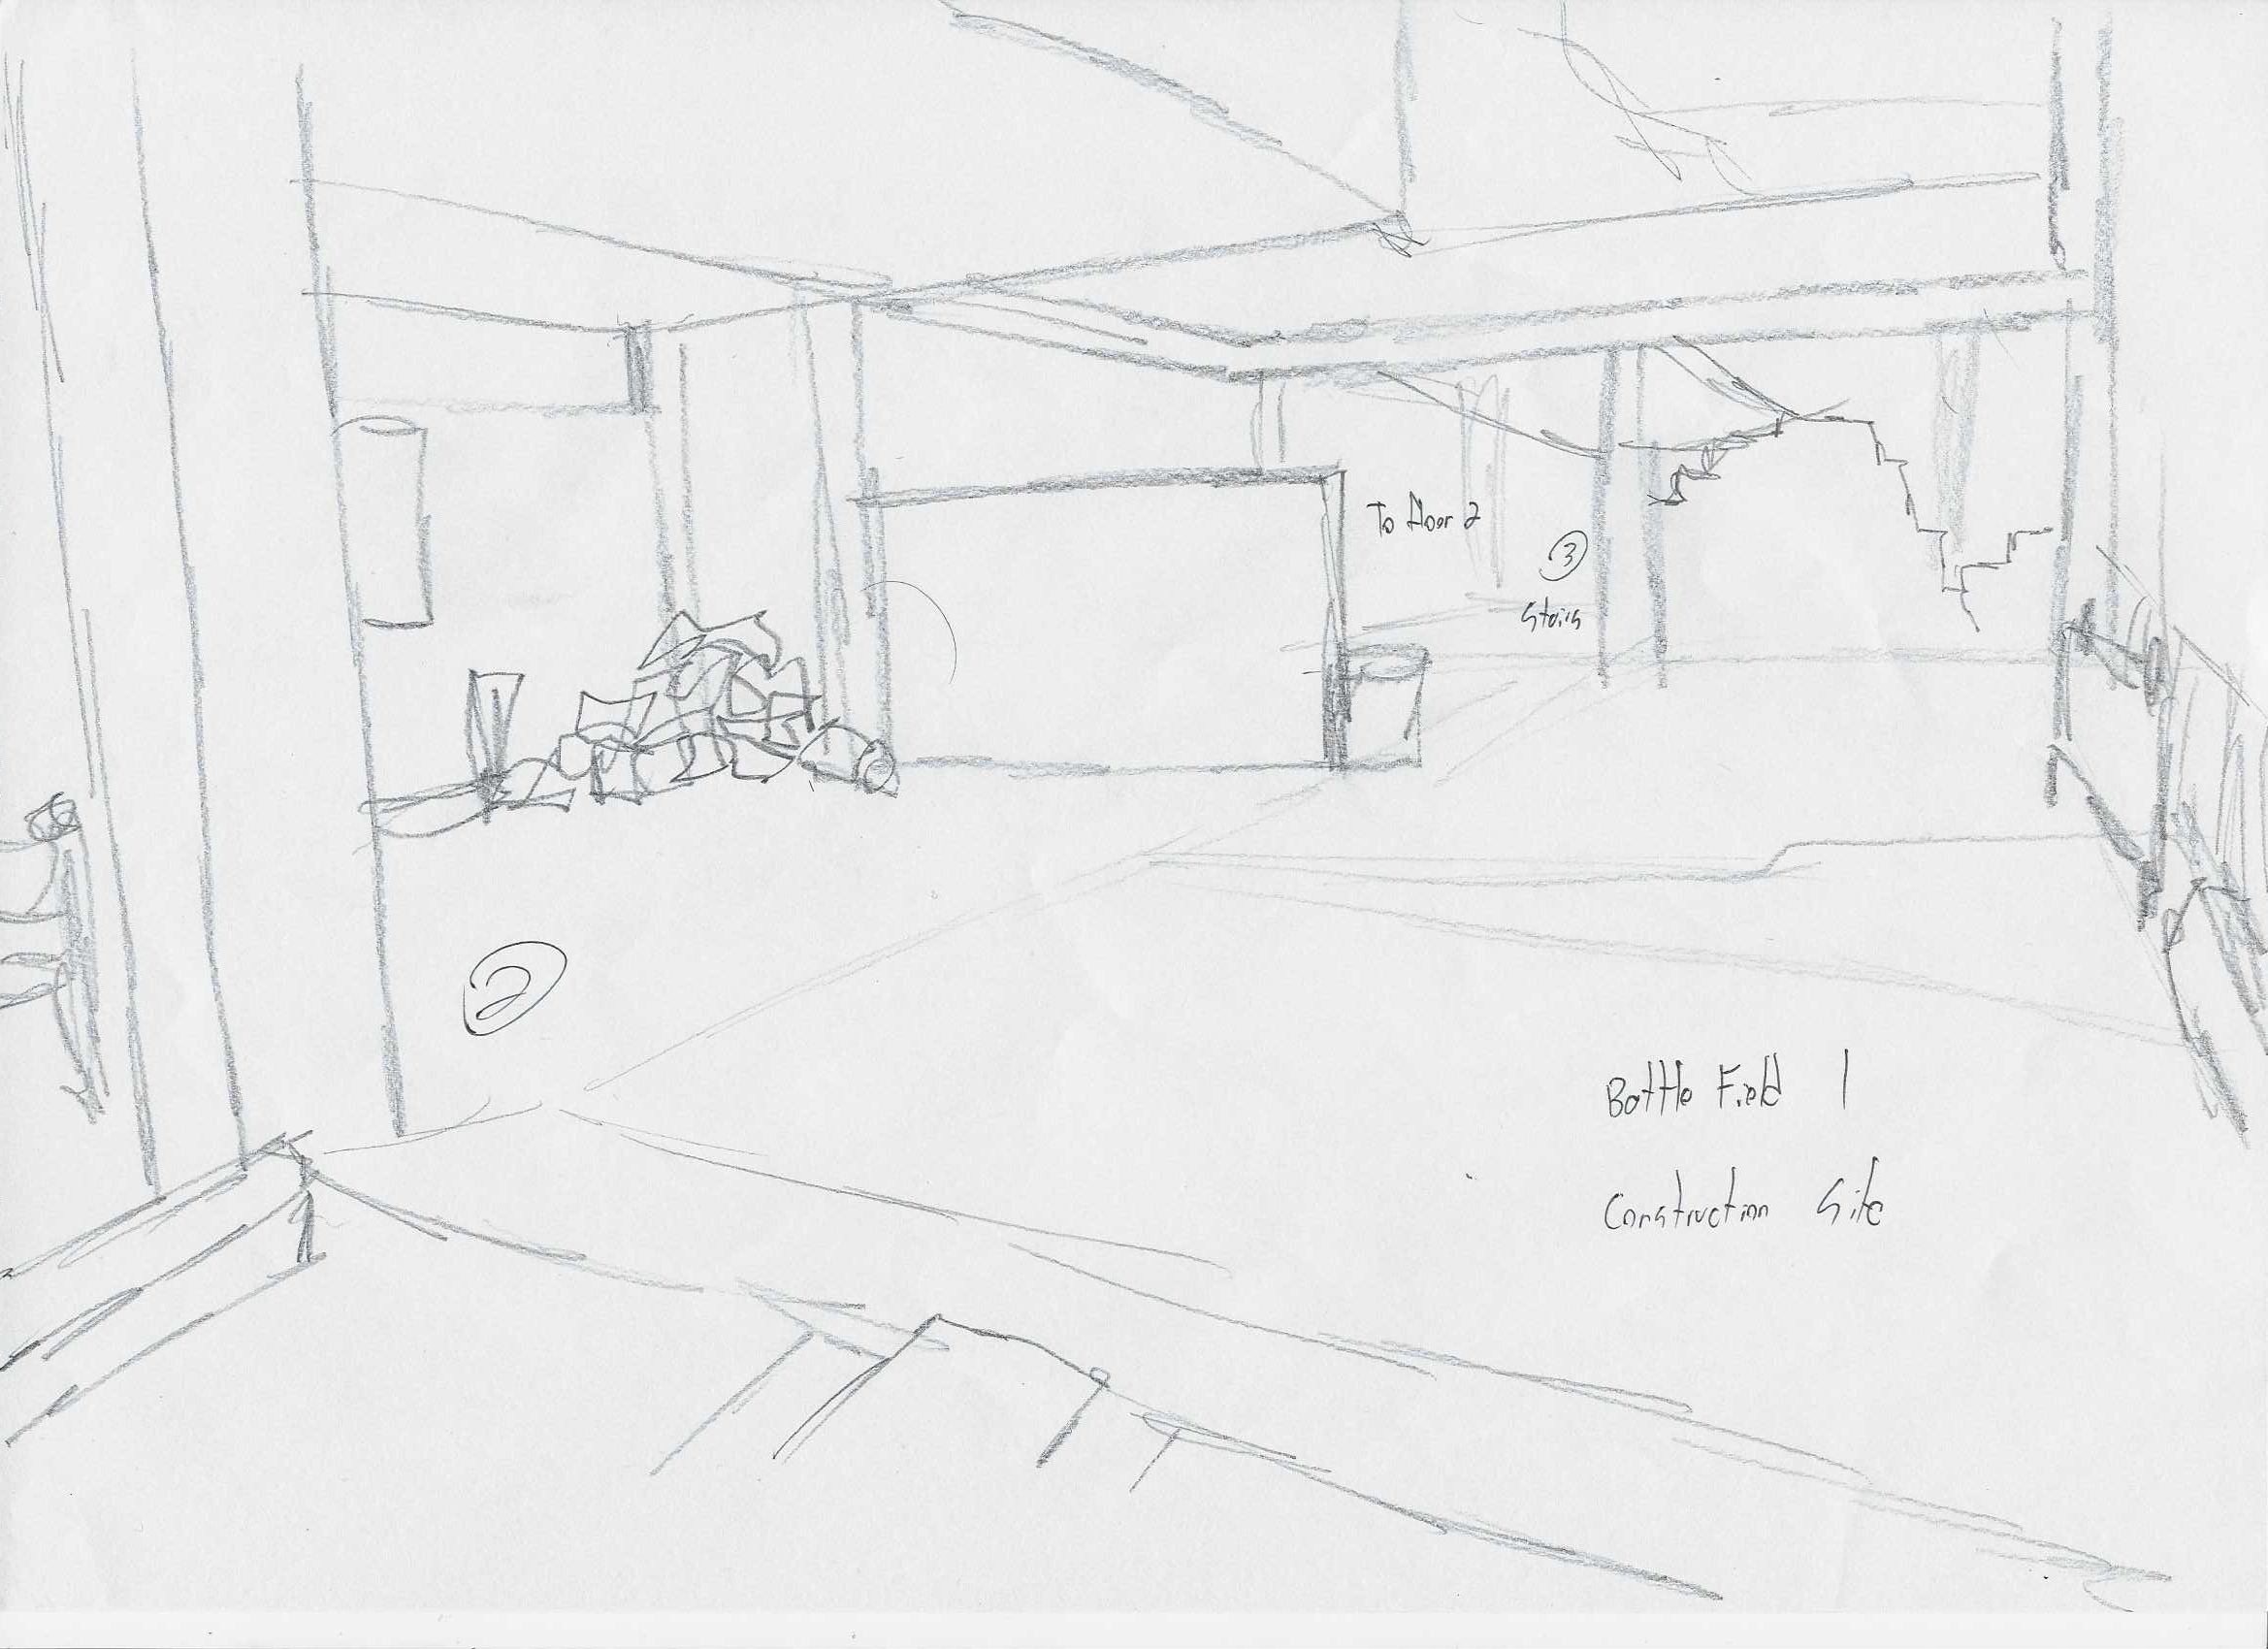 To floor 2
3
stairs
2
Battle Field 1
Construction Site